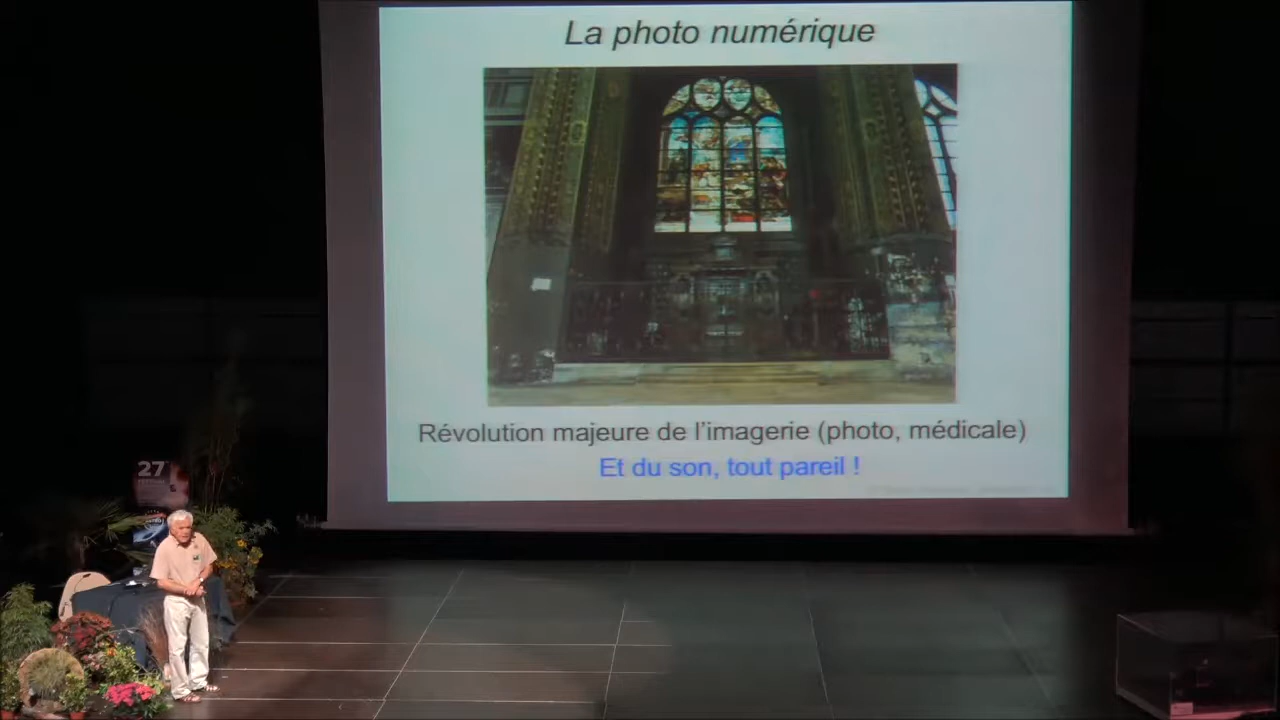 La photo numérique
Révolution majeure de l'imagerie (photo, médicale)
Et du son, tout pareil !
27